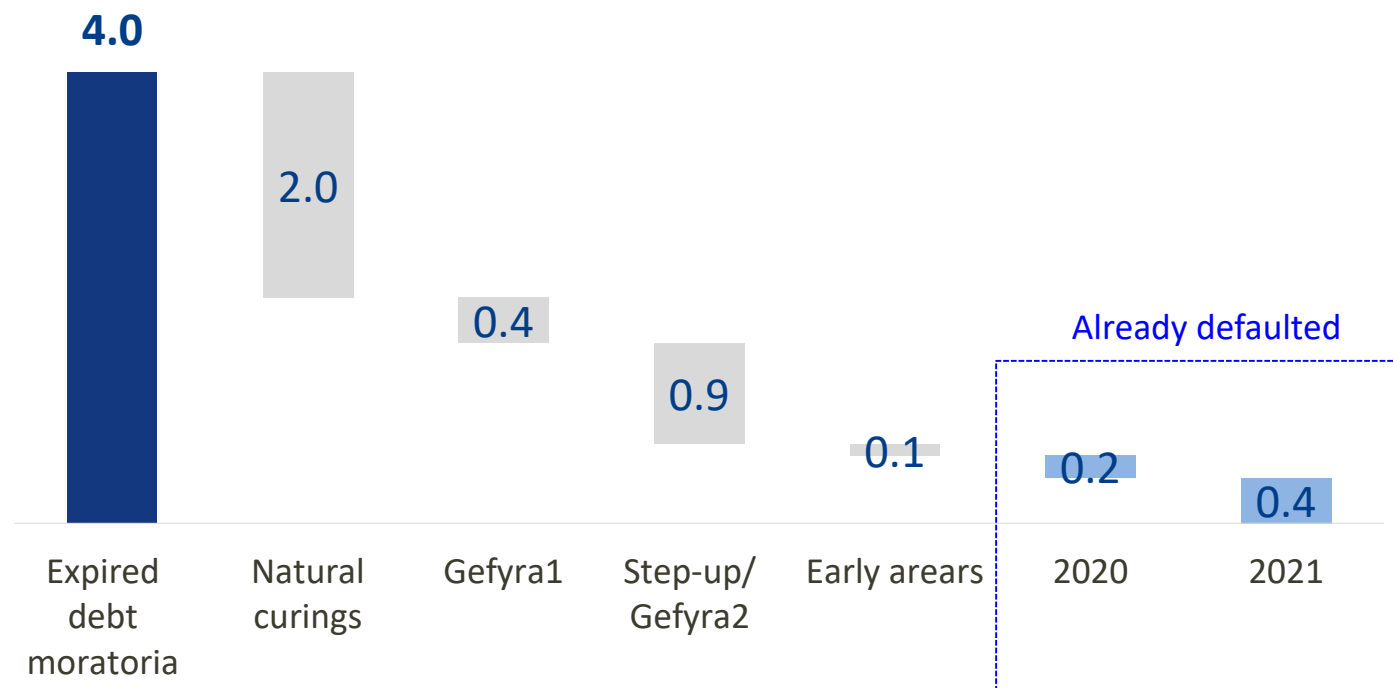 4.0
2.0
0.4
0.9
0.1
Already defaulted
0.2
0.4
Expired
debt
moratoria
Natural
curings
Gefyra1
Step-up/
Gefyra2
Early arears
2020
2021